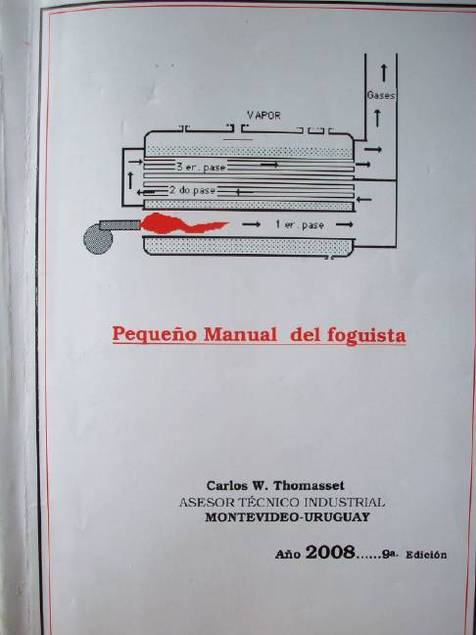 VAPOR
Gases
3 er. pase
2 do pase
1 er. pase
Pequeño Manual del foguista
Carlos W. Thomasset
ASESOR TÉCNICO INDUSTRIAL
MONTEVIDEO-URUGUAY
Año 2008......9a. Edición